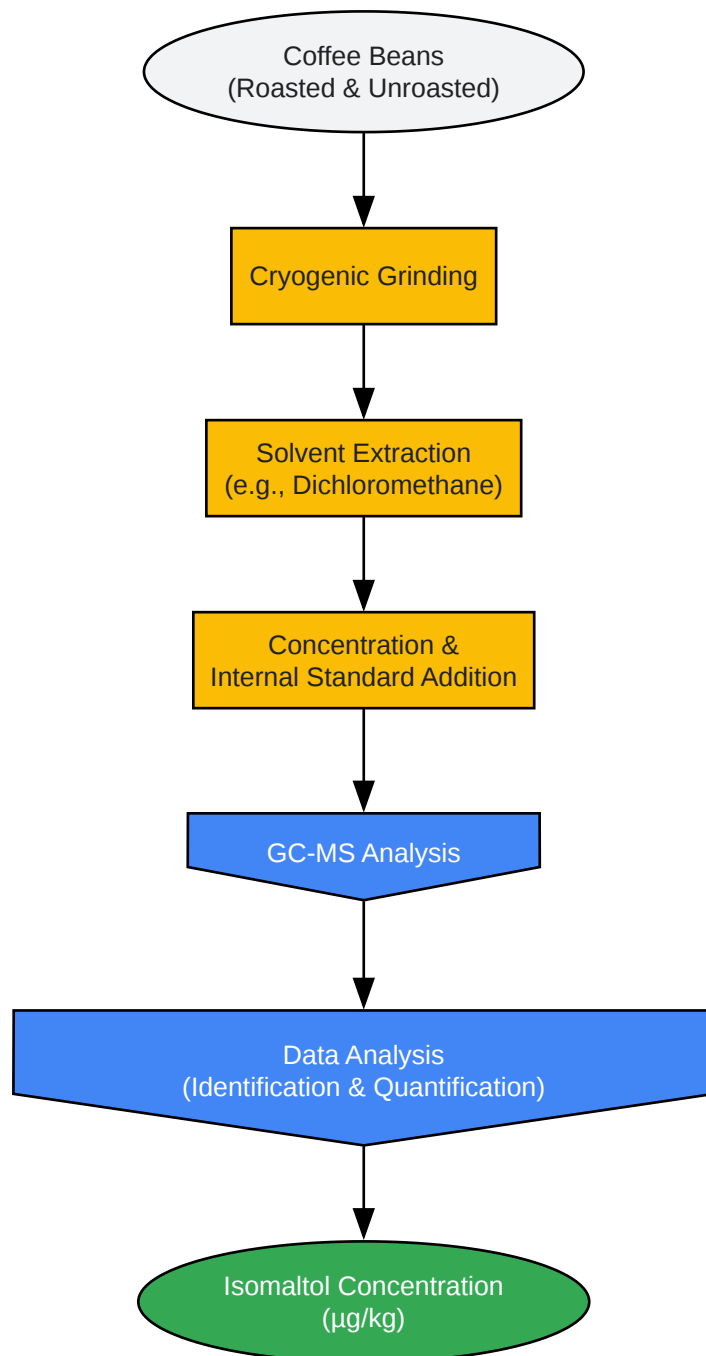 Coffee Beans
(Roasted & Unroasted)
Cryogenic Grinding
Solvent Extraction
(e.g., Dichloromethane)
Concentration &
Internal Standard Addition
GC-MS Analysis
Data Analysis
(Identification & Quantification)
Isomaltol Concentration
(µg/kg)